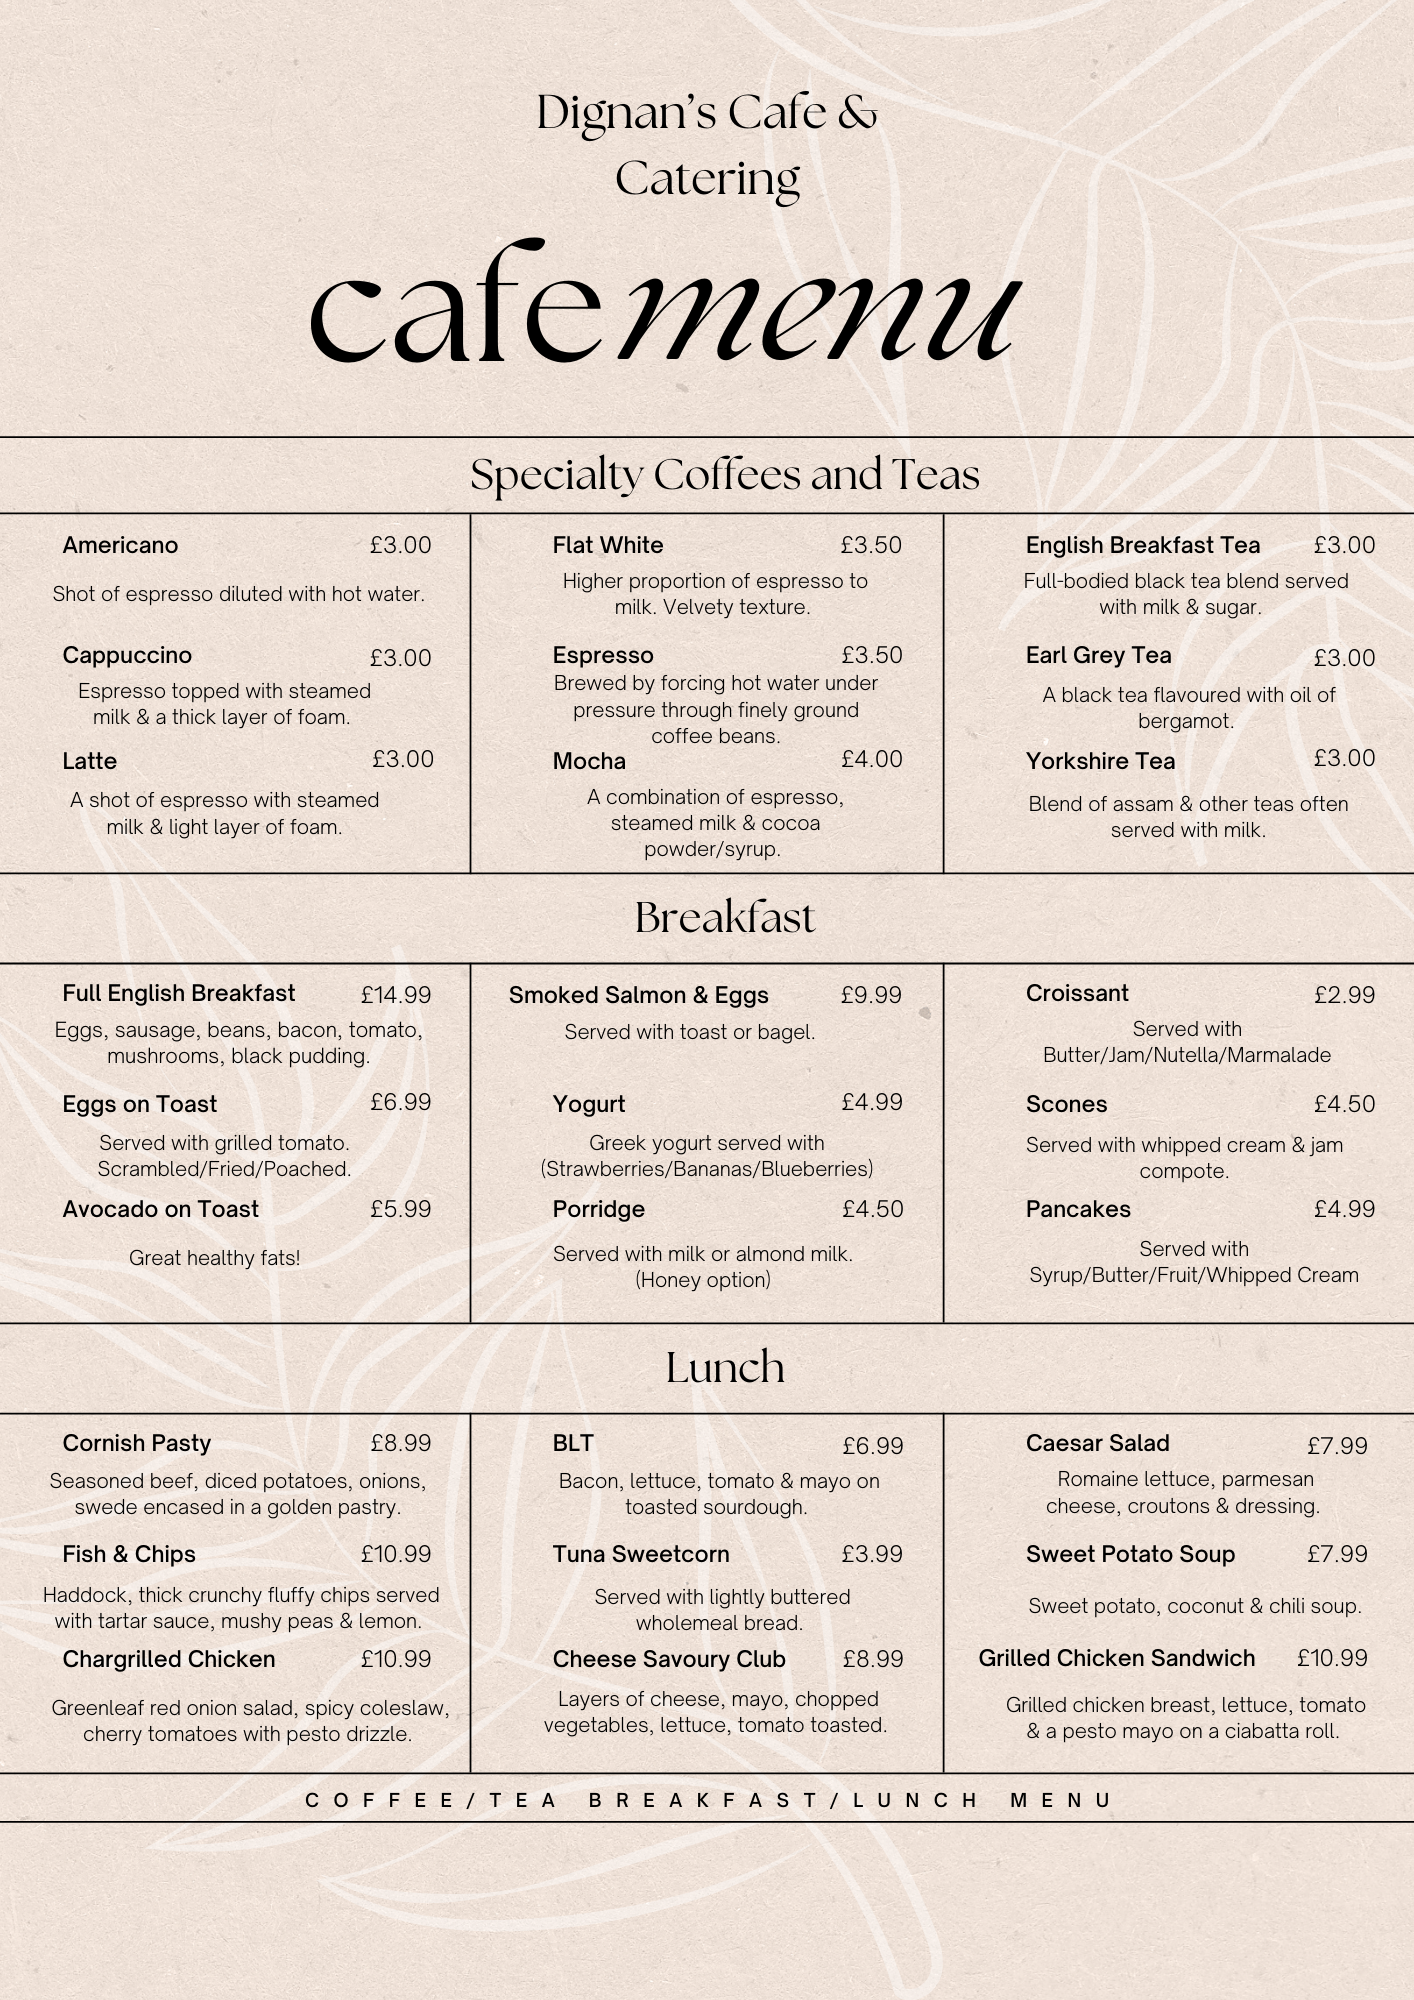 Dignan's Cafe &
Catering
cafe menu
Specialty Coffees and Teas
Americano £3.00
Shot of espresso diluted with hot water.
Cappuccino £3.00
Espresso topped with steamed
milk & a thick layer of foam.
Latte £3.00
A shot of espresso with steamed
milk & light layer of foam.
Flat White £3.50
Higher proportion of espresso to
milk. Velvety texture.
Espresso £3.50
Brewed by forcing hot water under
pressure through finely ground
coffee beans.
Mocha £4.00
A combination of espresso,
steamed milk & cocoa
powder/syrup.
English Breakfast Tea £3.00
Full-bodied black tea blend served
with milk & sugar.
Earl Grey Tea £3.00
A black tea flavoured with oil of
bergamot.
Yorkshire Tea £3.00
Blend of assam & other teas often
served with milk.
Breakfast
Full English Breakfast £14.99
Eggs, sausage, beans, bacon, tomato,
mushrooms, black pudding.
Eggs on Toast £6.99
Served with grilled tomato.
Scrambled/Fried/Poached.
Avocado on Toast £5.99
Great healthy fats!
Smoked Salmon & Eggs £9.99
Served with toast or bagel.
Yogurt £4.99
Greek yogurt served with
(Strawberries/Bananas/Blueberries)
Porridge £4.50
Served with milk or almond milk.
(Honey option)
Croissant £2.99
Served with
Butter/Jam/Nutella/Marmalade
Scones £4.50
Served with whipped cream & jam
compote.
Pancakes £4.99
Served with
Syrup/Butter/Fruit/Whipped Cream
Lunch
Cornish Pasty £8.99
Seasoned beef, diced potatoes, onions,
swede encased in a golden pastry.
Fish & Chips £10.99
Haddock, thick crunchy fluffy chips served
with tartar sauce, mushy peas & lemon.
Chargrilled Chicken £10.99
Greenleaf red onion salad, spicy coleslaw,
cherry tomatoes with pesto drizzle.
BLT £6.99
Bacon, lettuce, tomato & mayo on
toasted sourdough.
Tuna Sweetcorn £3.99
Served with lightly buttered
wholemeal bread.
Cheese Savoury Club £8.99
Layers of cheese, mayo, chopped
vegetables, lettuce, tomato toasted.
Caesar Salad £7.99
Romaine lettuce, parmesan
cheese, croutons & dressing.
Sweet Potato Soup £7.99
Sweet potato, coconut & chili soup.
Grilled Chicken Sandwich £10.99
Grilled chicken breast, lettuce, tomato
& a pesto mayo on a ciabatta roll.
COFFEE/TEA BREAKFAST/LUNCH MENU